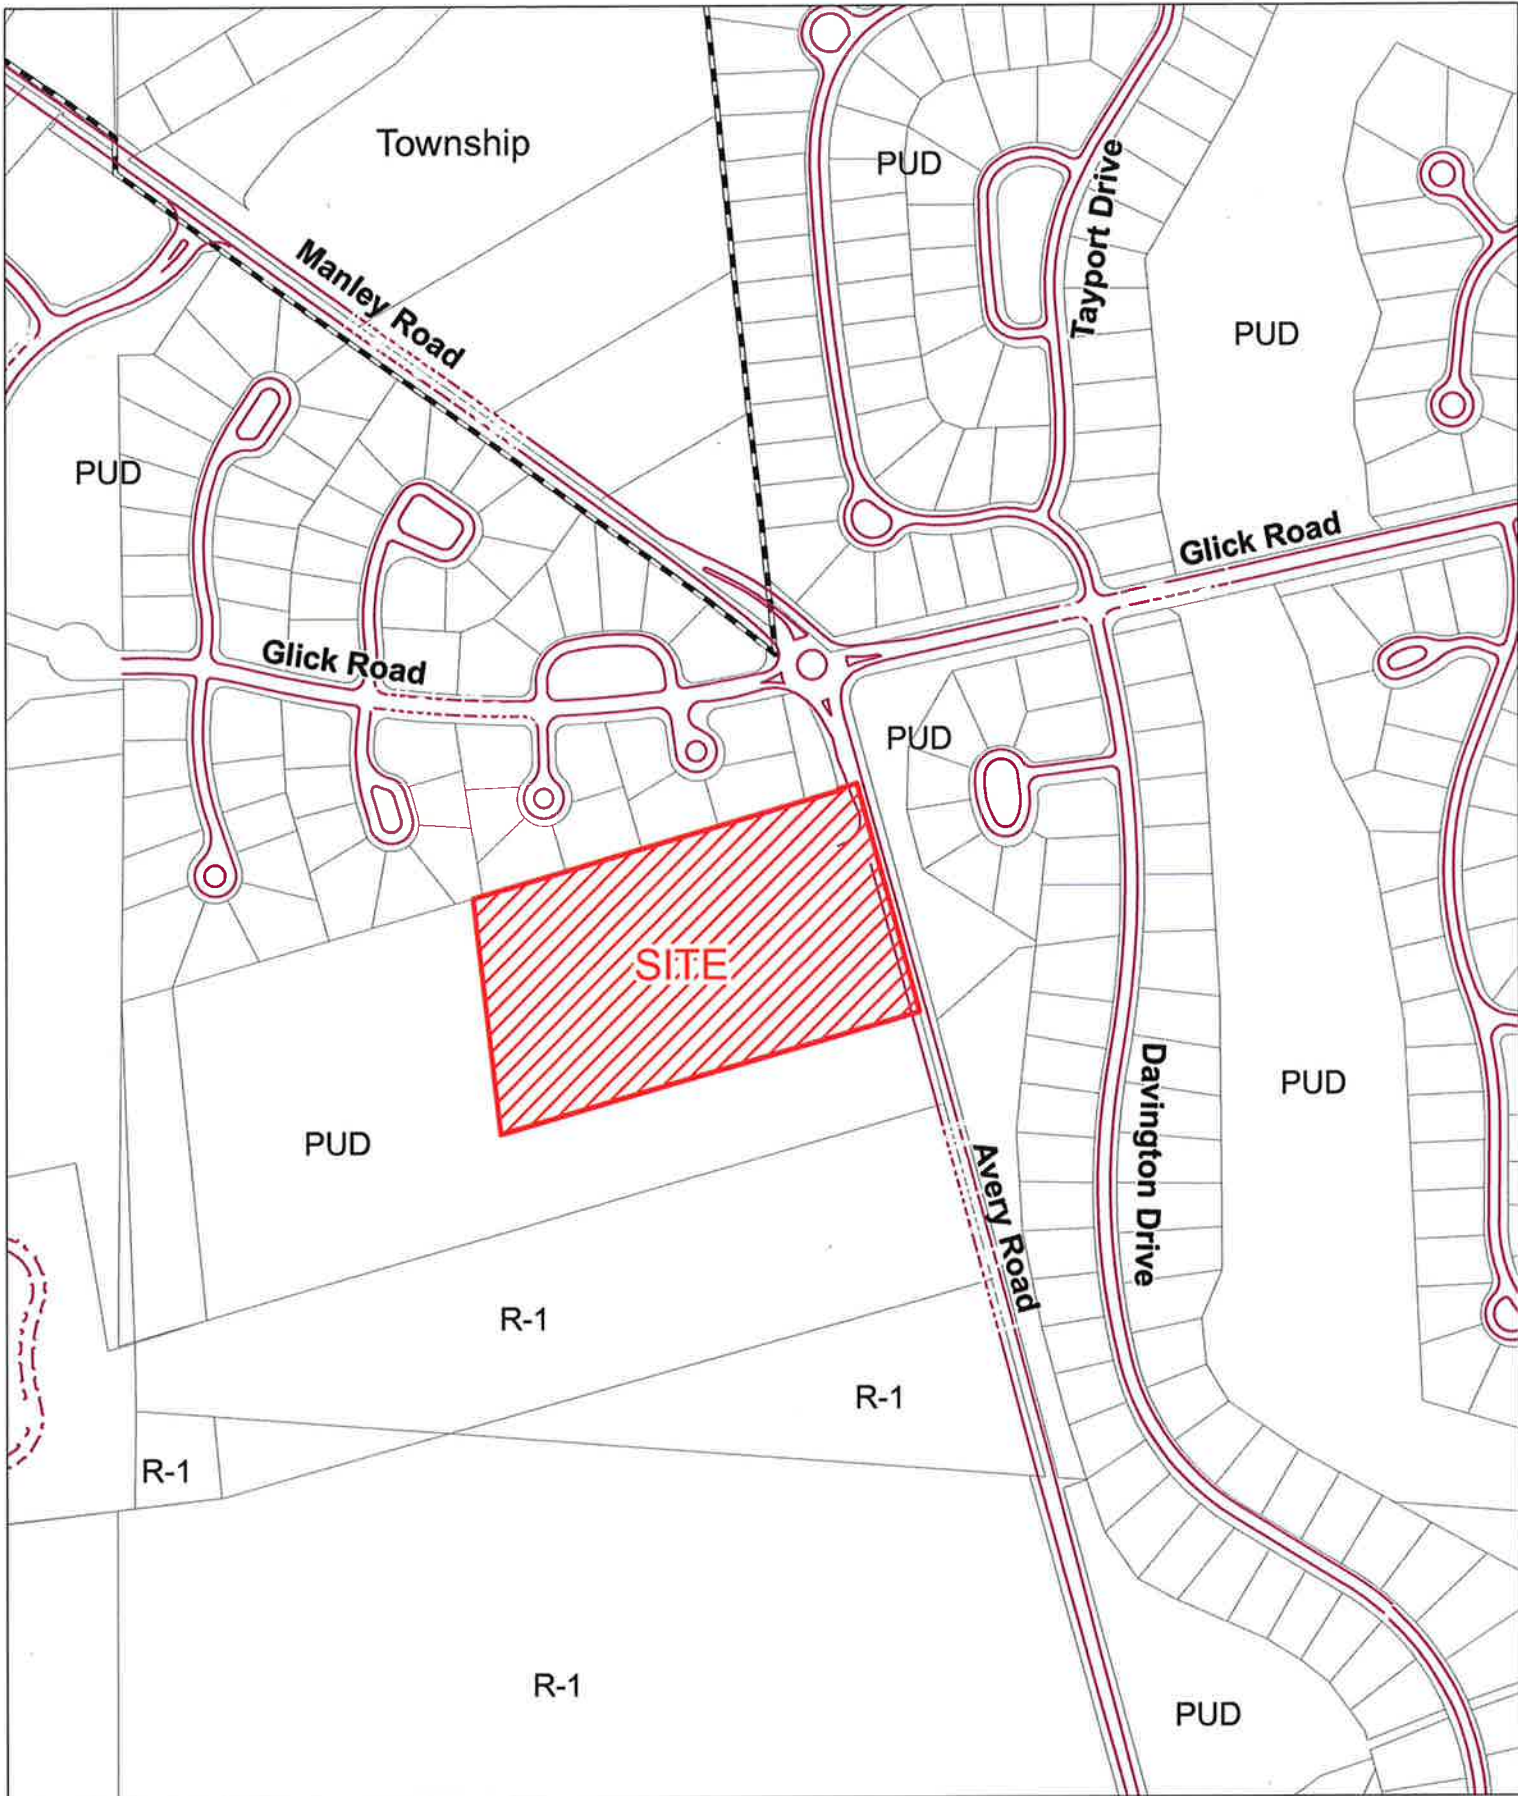 Township
PUD
Tayport Drive
Manley Road
PUD
PUD
Glick Road
Glick Road
PUD
SITE
Davington Drive
PUD
PUD
Avery Road
R-1
R-1
R-1
R-1
PUD